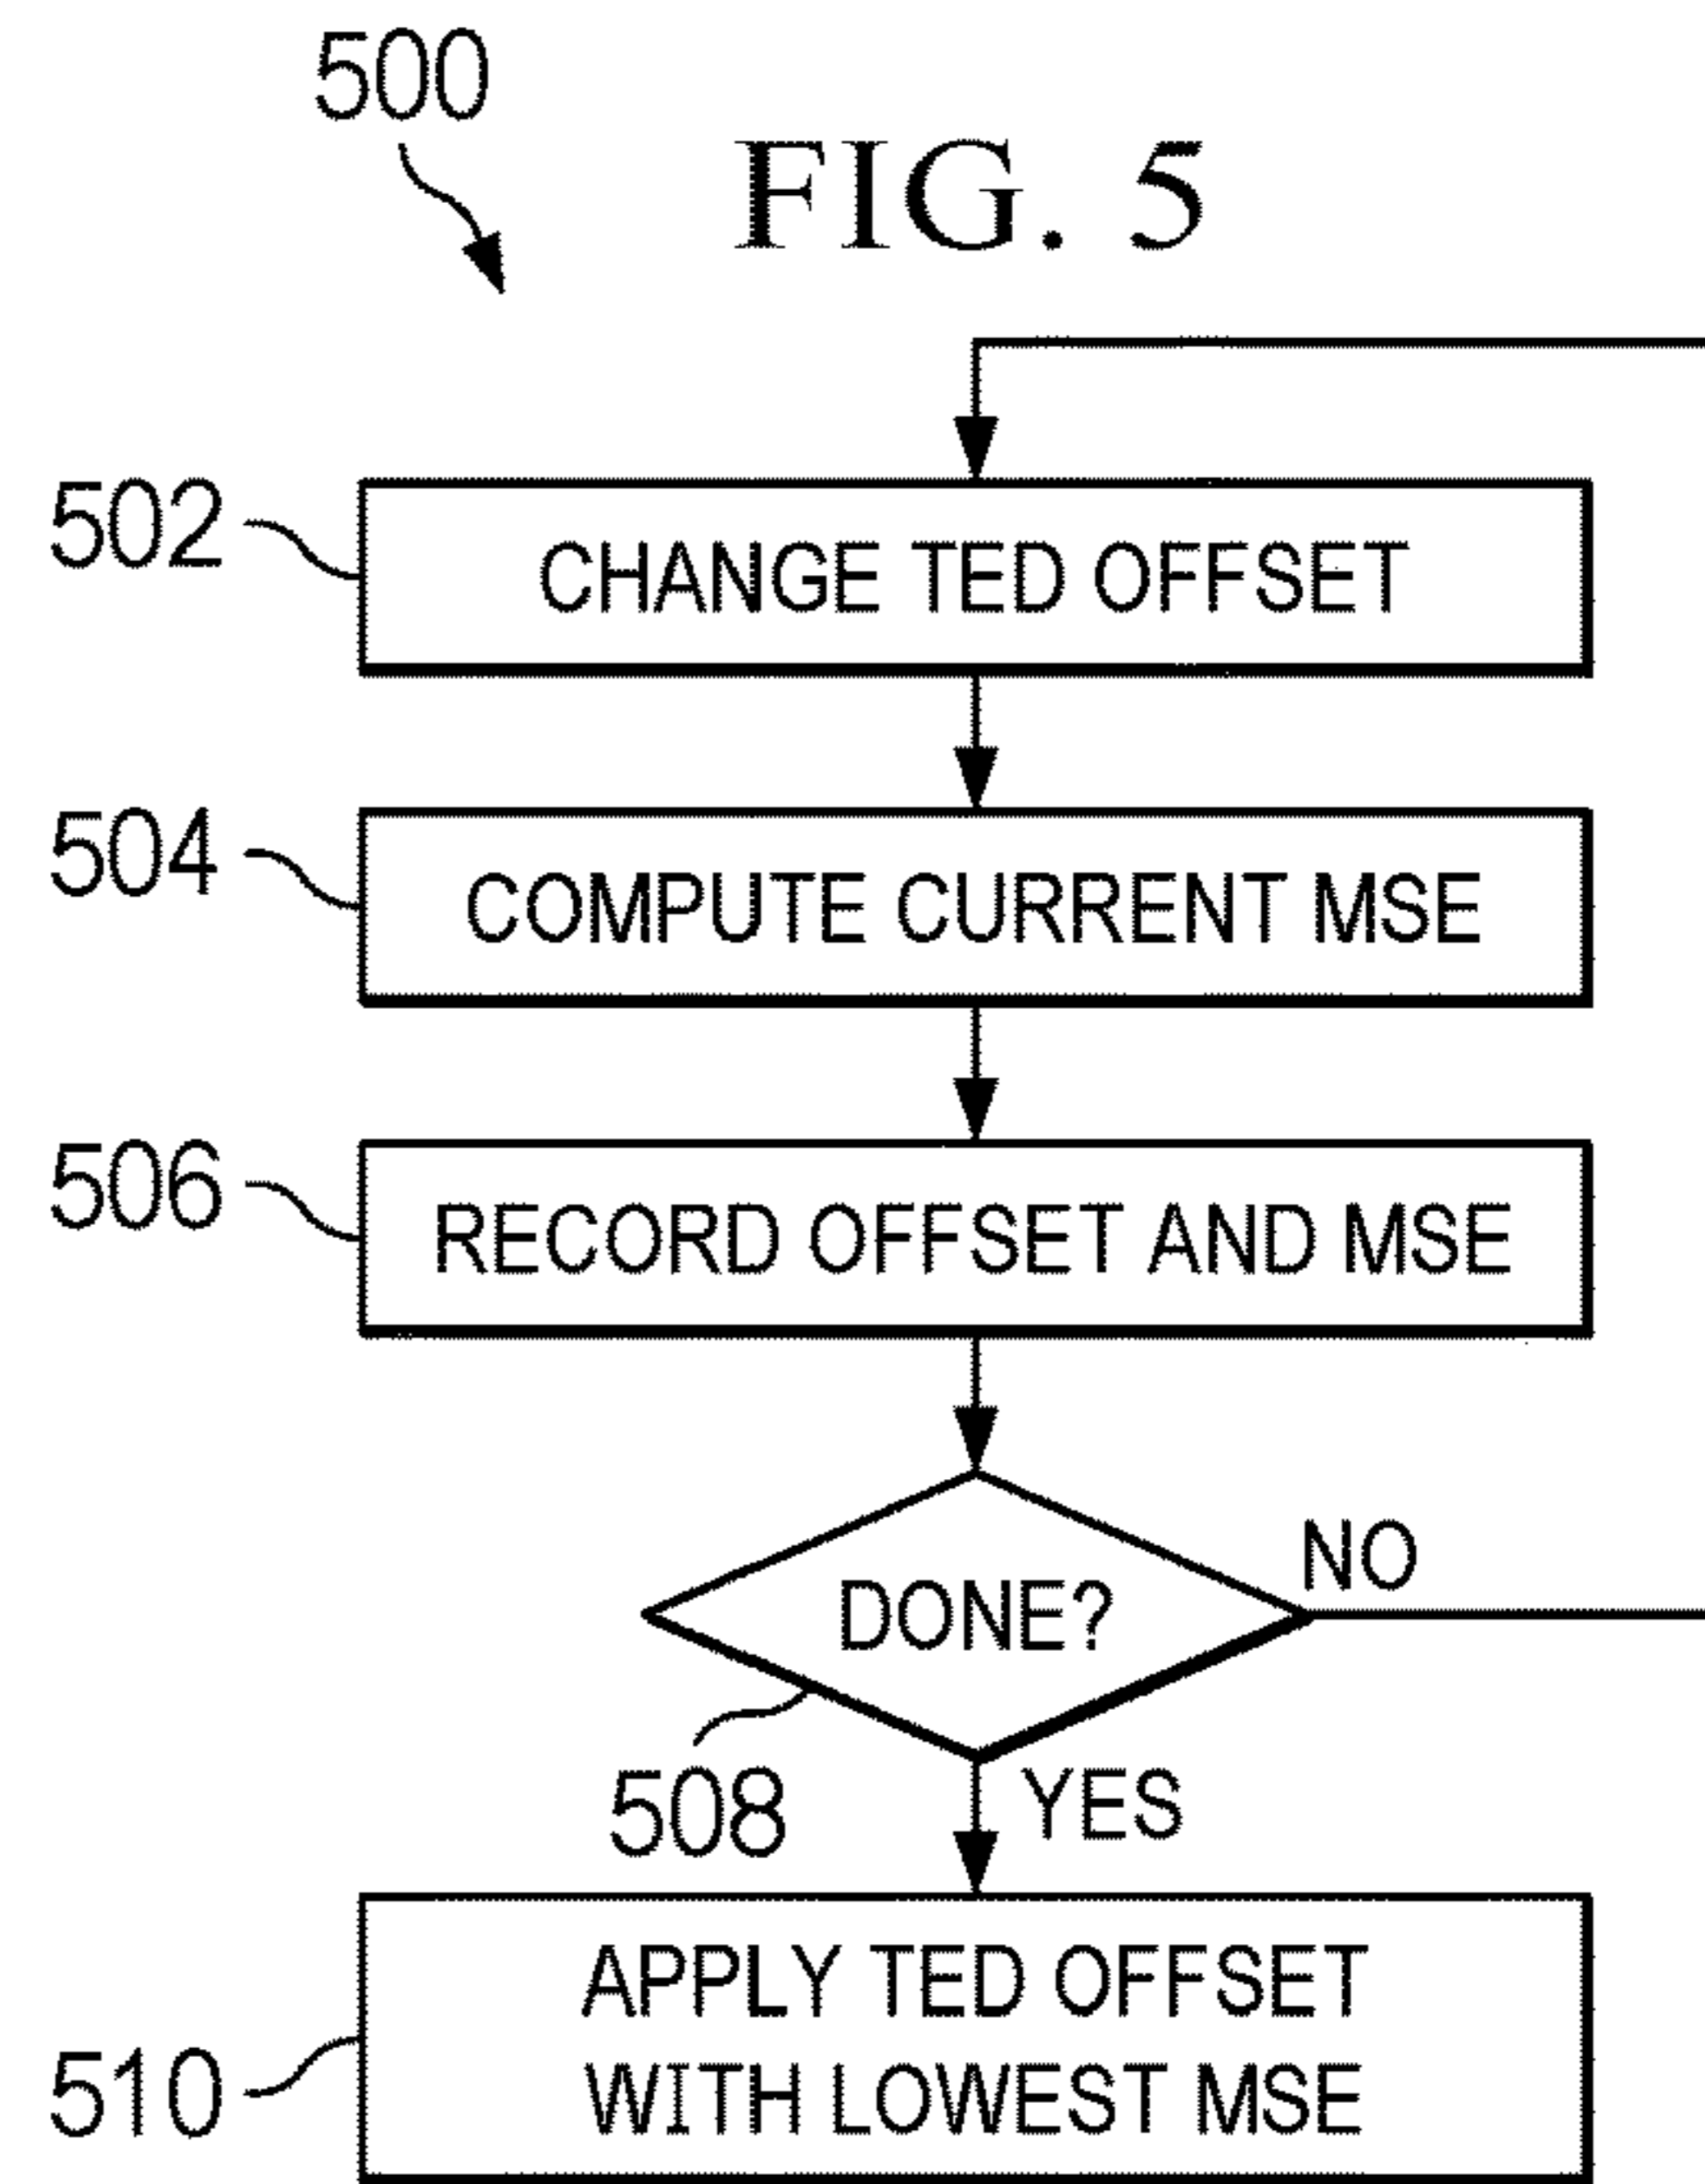 500
FIG. 5
502
CHANGE TED OFFSET
504
COMPUTE CURRENT MSE
506
RECORD OFFSET AND MSE
DONE?
NO
508
YES
510
APPLY TED OFFSET
WITH LOWEST MSE